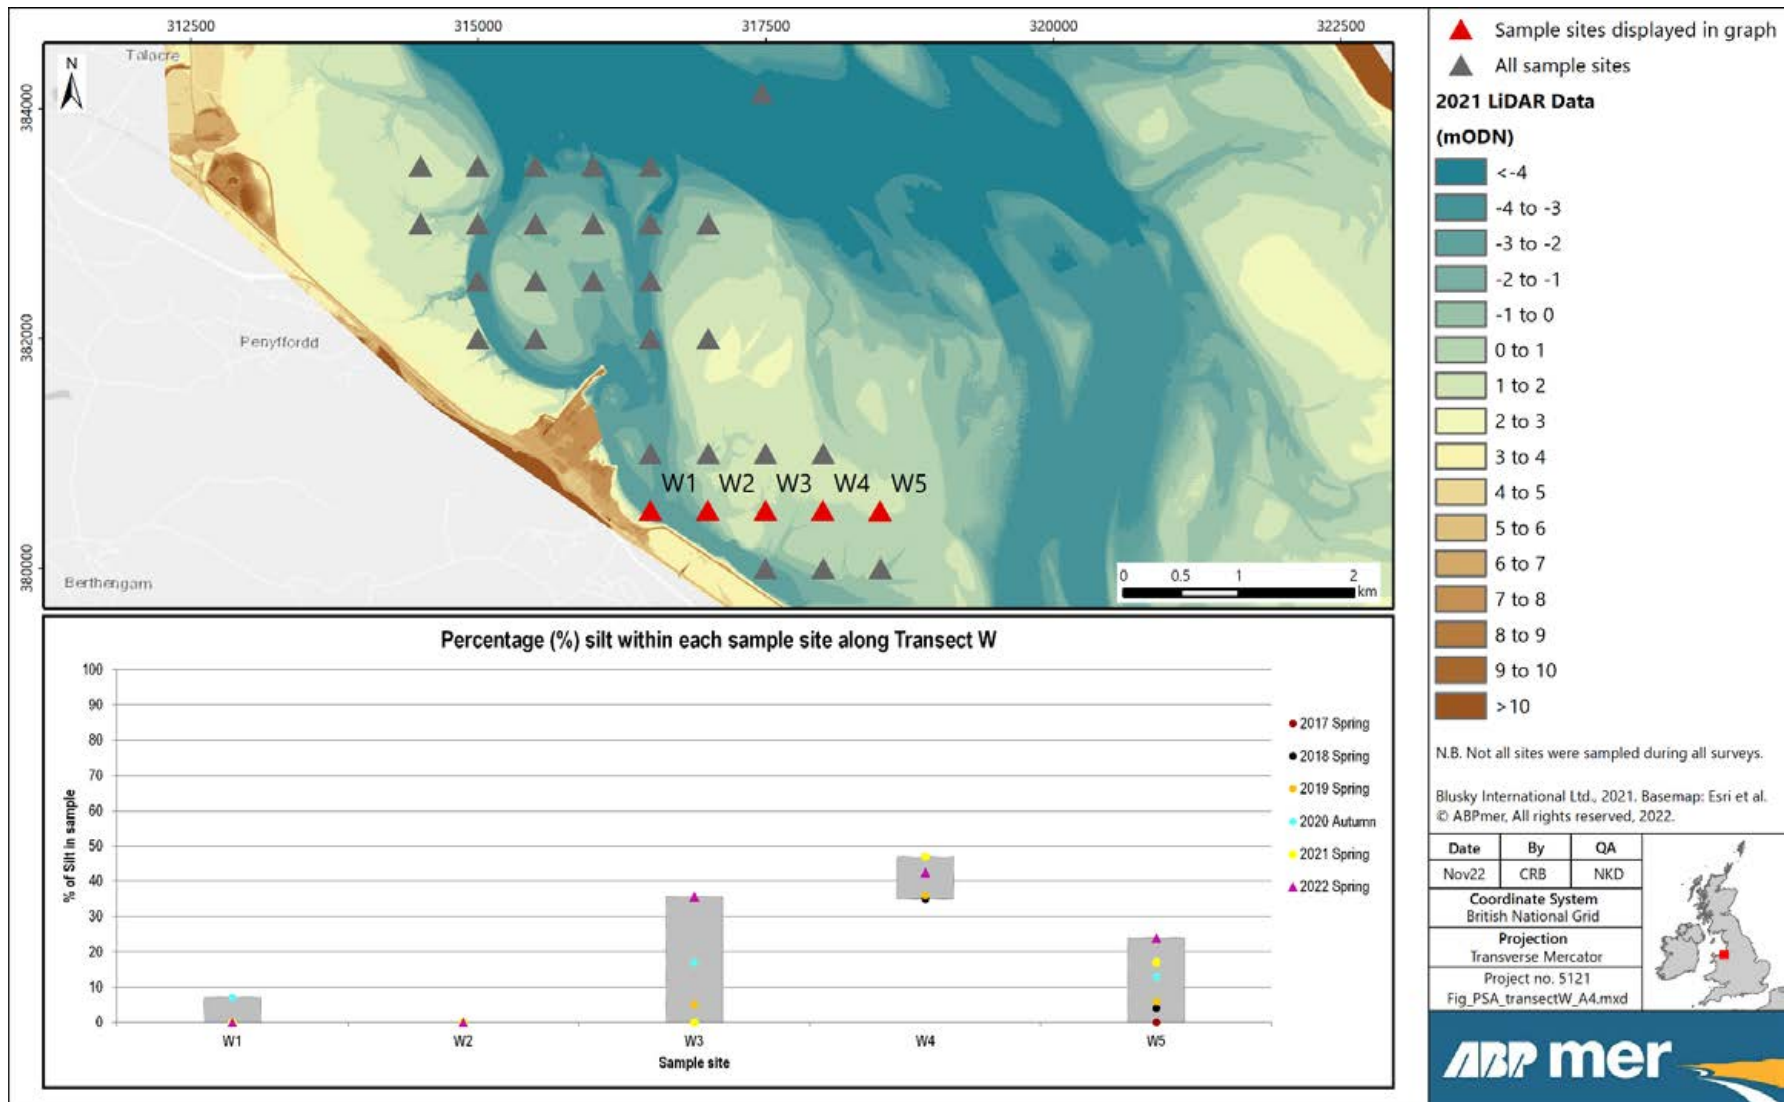 312500 315000 317500 320000 322500
384000
382000
380000
N
Talacre
Penyffordd
Berthengam
W1 W2 W3 W4 W5
0 0.5 1 2
km
Sample sites displayed in graph
All sample sites
2021 LiDAR Data
(mODN)
<-4
-4 to -3
-3 to -2
-2 to -1
-1 to 0
0 to 1
1 to 2
2 to 3
3 to 4
4 to 5
5 to 6
6 to 7
7 to 8
8 to 9
9 to 10
>10
N.B. Not all sites were sampled during all surveys.
Blusky International Ltd., 2021. Basemap: Esri et al.
© ABPmer, All rights reserved, 2022.
Date By QA
Nov22 CRB NKD
Coordinate System
British National Grid
Projection
Transverse Mercator
Project no. 5121
Fig_PSA_transectW_A4.mxd
ABPmer
Percentage (%) silt within each sample site along Transect W
% of Silt in sample
100
90
80
70
60
50
40
30
20
10
0
W1 W2 W3 W4 W5
Sample site
2017 Spring
2018 Spring
2019 Spring
2020 Autumn
2021 Spring
2022 Spring